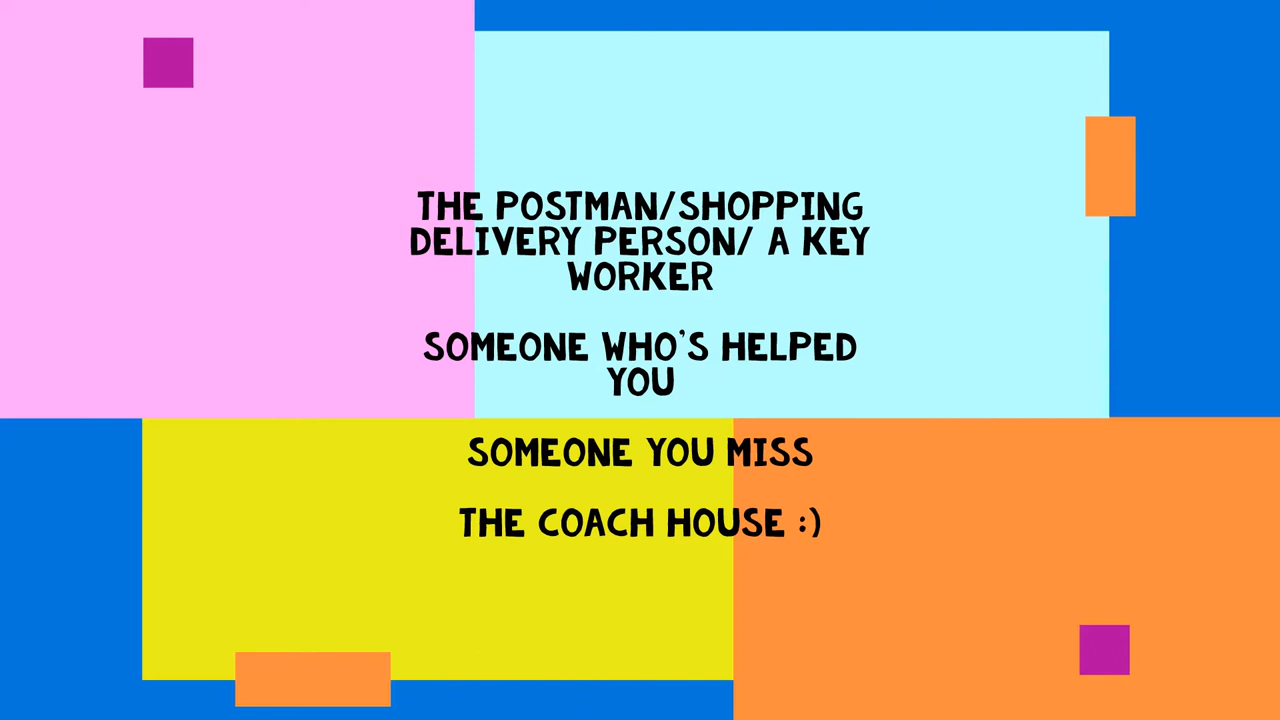 THE POSTMAN/SHOPPING
DELIVERY PERSON/ A KEY
WORKER
SOMEONE WHO'S HELPED
YOU
SOMEONE YOU MISS
THE COACH HOUSE :)